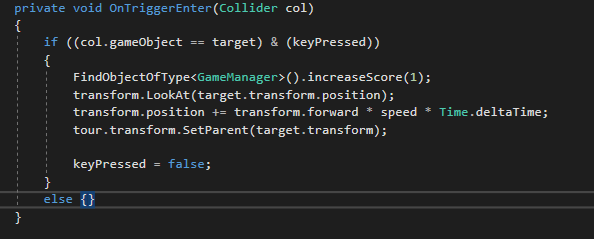 private void OnTriggerEnter(Collider col)
{
if ((col.gameObject == target) & (keyPressed))
{
FindObjectOfType<GameManager>().increaseScore(1);
transform.LookAt(target.transform.position);
transform.position += transform.forward * speed * Time.deltaTime;
tour.transform.SetParent(target.transform);
keyPressed = false;
}
else {}
}